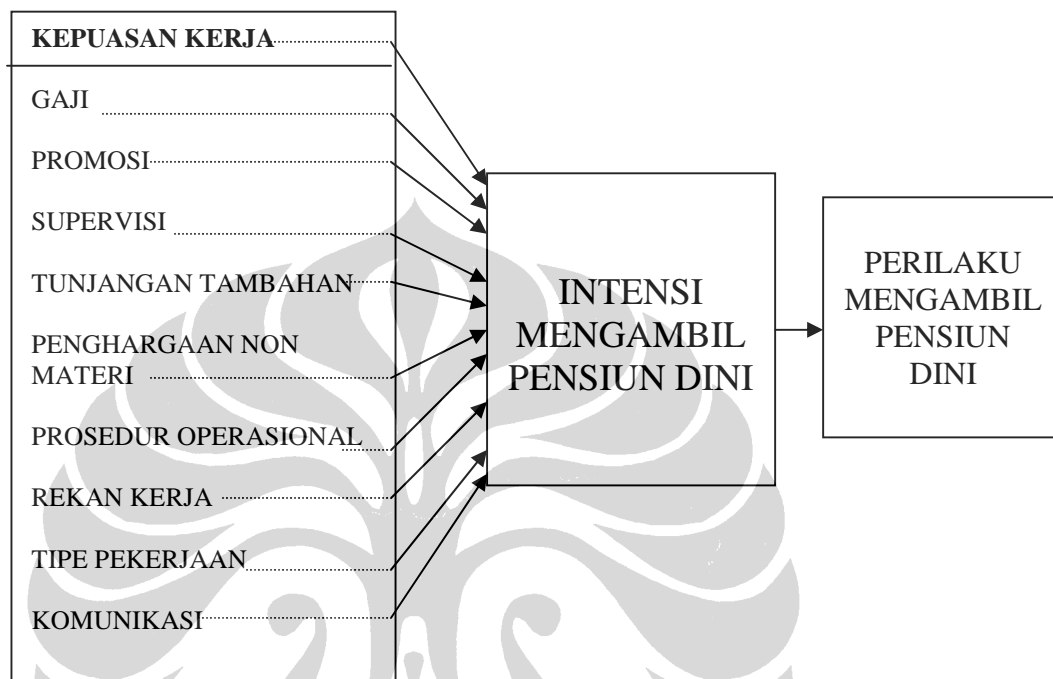 KEPUASAN KERJA
GAJI
PROMOSI
SUPERVISI
TUNJANGAN TAMBAHAN
PENGHARGAAN NON
MATERI
PROSEDUR OPERASIONAL
REKAN KERJA
TIPE PEKERJAAN
KOMUNIKASI
INTENSI
MENGAMBIL
PENSIUN DINI
PERILAKU
MENGAMBIL
PENSIUN
DINI